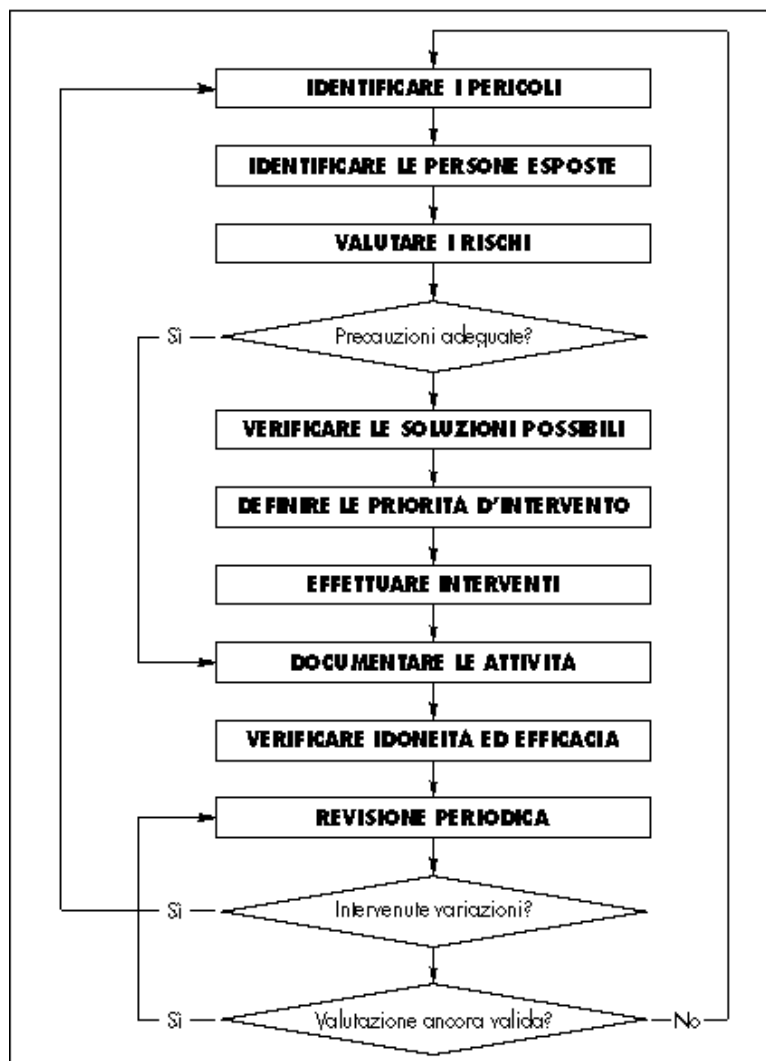 IDENTIFICARE I PERICOLI
IDENTIFICARE LE PERSONE ESPOSTE
VALUTARE I RISCHI
Sì
Precauzioni adeguate?
VERIFICARE LE SOLUZIONI POSSIBILI
DEFINIRE LE PRIORITÀ D'INTERVENTO
EFFETTUARE INTERVENTI
DOCUMENTARE LE ATTIVITÀ
VERIFICARE IDONEITÀ ED EFFICACIA
REVISIONE PERIODICA
Sì
Intervenute variazioni?
Sì
Valutazione ancora valida?
No